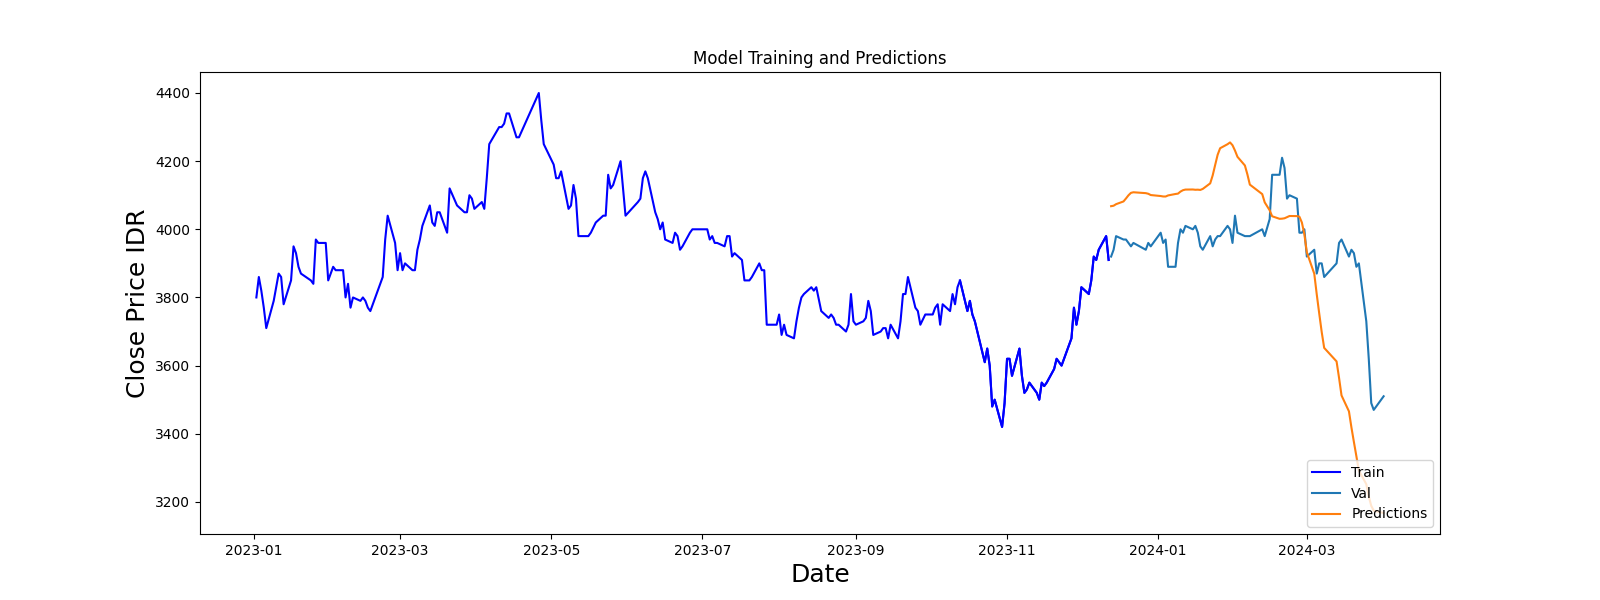 Model Training and Predictions
Close Price IDR
4400
4200
4000
3800
3600
3400
3200
2023-01
2023-03
2023-05
2023-07
2023-09
2023-11
2024-01
2024-03
Date
Train
Val
Predictions